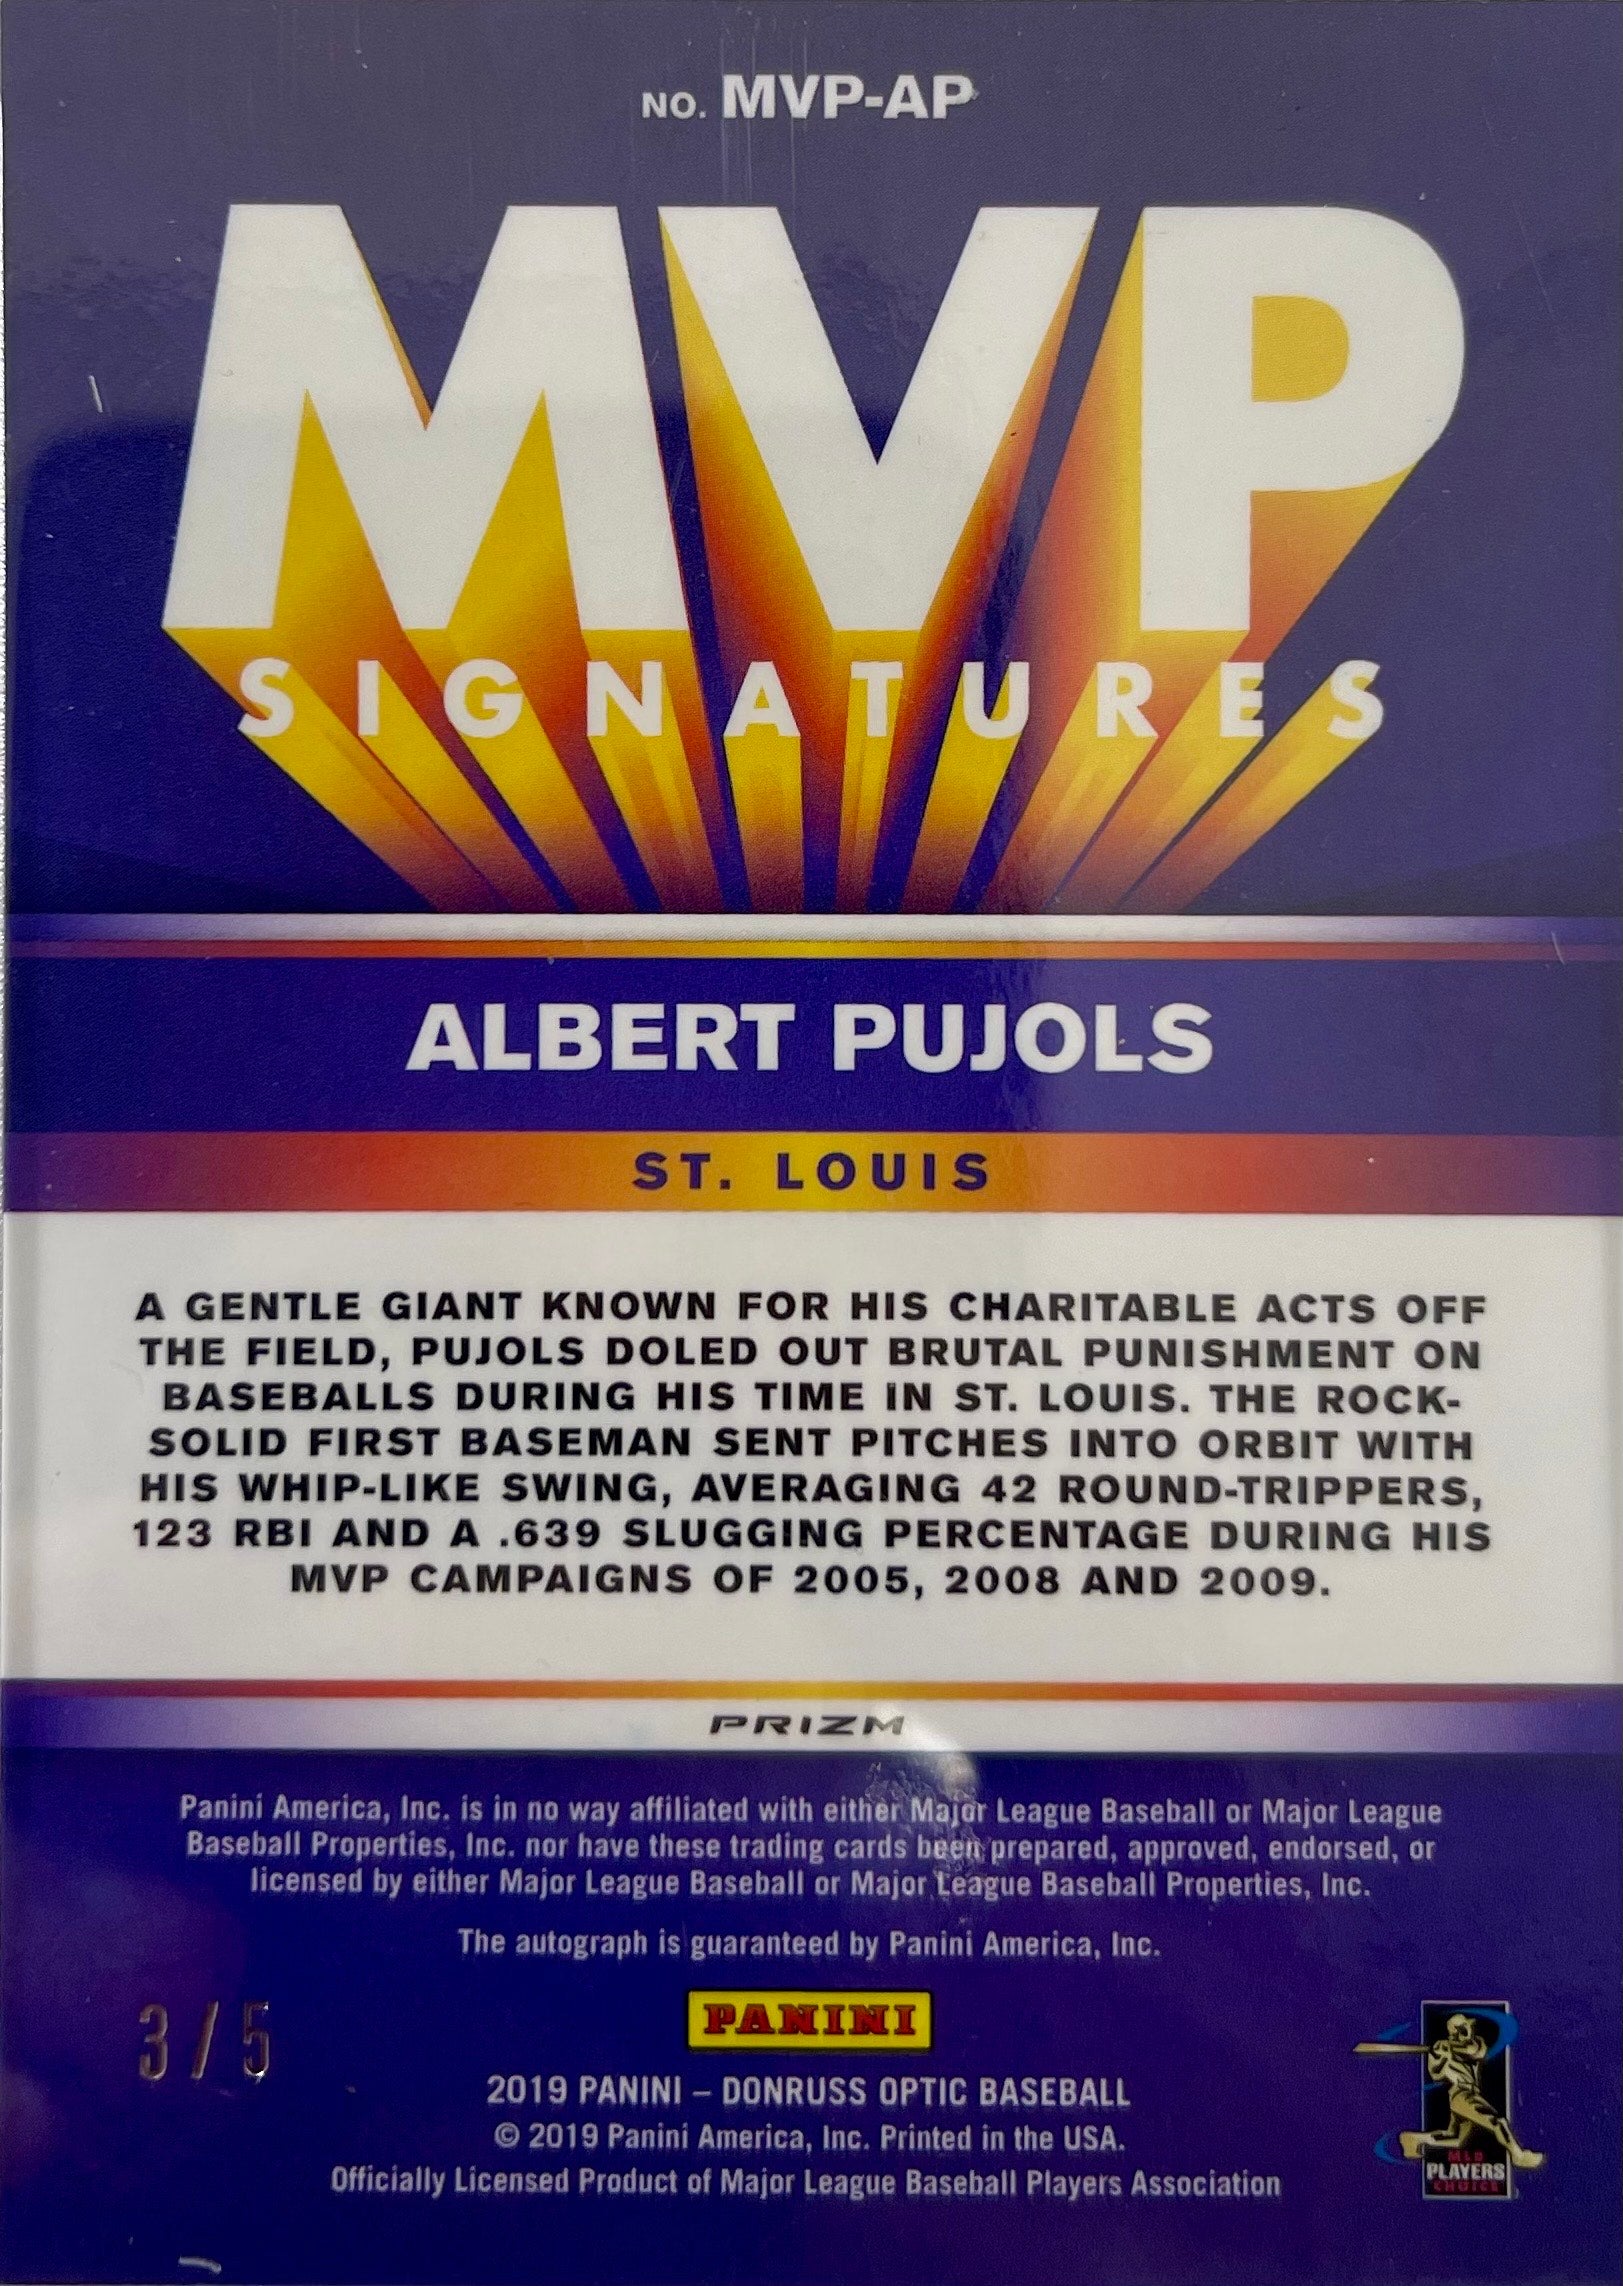 NO. MVP-AP
MVP
SIGNATURES
ALBERT PUJOLS
ST. LOUIS
A GENTLE GIANT KNOWN FOR HIS CHARITABLE ACTS OFF
THE FIELD, PUJOLS DOLED OUT BRUTAL PUNISHMENT ON
BASEBALLS DURING HIS TIME IN ST. LOUIS. THE ROCK-
SOLID FIRST BASEMAN SENT PITCHES INTO ORBIT WITH
HIS WHIP-LIKE SWING, AVERAGING 42 ROUND-TRIPPERS,
123 RBI AND A .639 SLUGGING PERCENTAGE DURING HIS
MVP CAMPAIGNS OF 2005, 2008 AND 2009.
PRIZM
Panini America, Inc. is in no way affiliated with either Major League Baseball or Major League
Baseball Properties, Inc. nor have these trading cards been prepared, approved, endorsed, or
licensed by either Major League Baseball or Major League Baseball Properties, Inc.
The autograph is guaranteed by Panini America, Inc.
3/5
PANINI
2019 PANINI – DONRUSS OPTIC BASEBALL
© 2019 Panini America, Inc. Printed in the USA.
Officially Licensed Product of Major League Baseball Players Association
MLB
PLAYERS
CHOICE